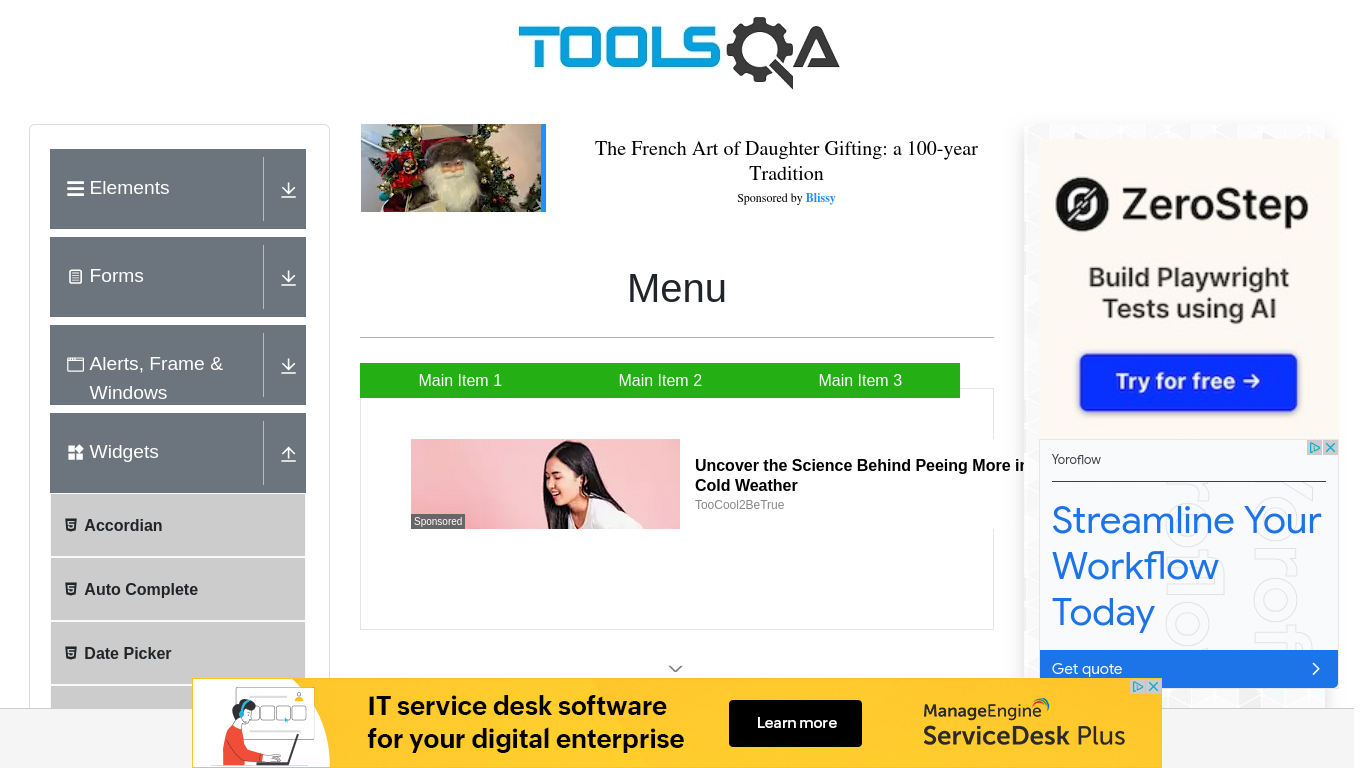 TOOLSQA
Elements
Forms
Alerts, Frame &
Windows
Widgets
Accordian
Auto Complete
Date Picker
The French Art of Daughter Gifting: a 100-year
Tradition
Sponsored by Blissy
Menu
Main Item 1
Main Item 2
Main Item 3
Sponsored
Uncover the Science Behind Peeing More in
Cold Weather
TooCool2BeTrue
ZeroStep
Build Playwright
Tests using AI
Try for free →
Yoroflow
Streamline Your
Workflow
Today
Get quote
IT service desk software
for your digital enterprise
Learn more
ManageEngine
ServiceDesk Plus